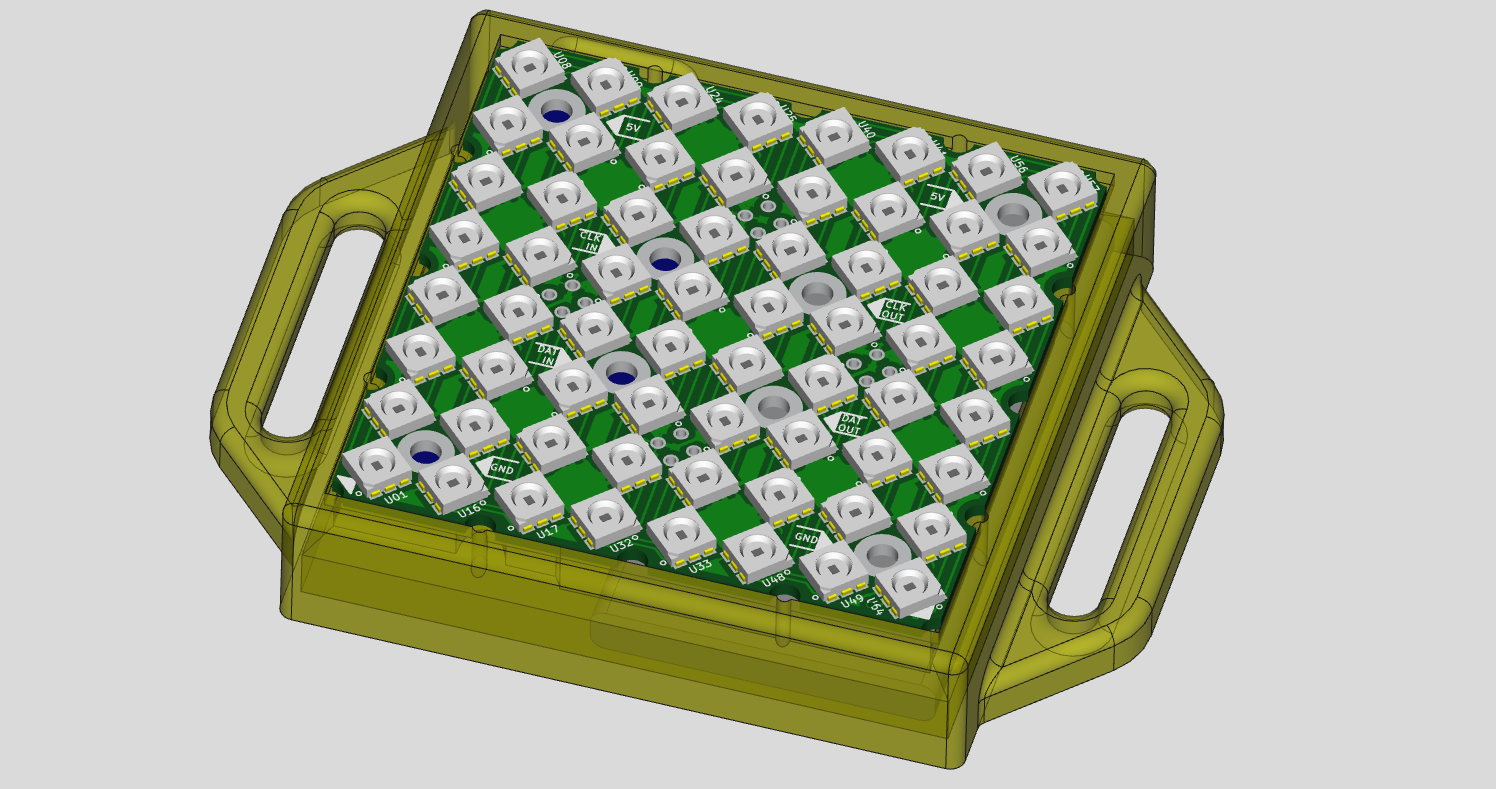 U08
U24
U25
U40
U56
5V
5V
CLK
IN
CLK
OUT
DAT
IN
DAT
OUT
GND
GND
U01
U16
U17
U32
U33
U48
U49
U64